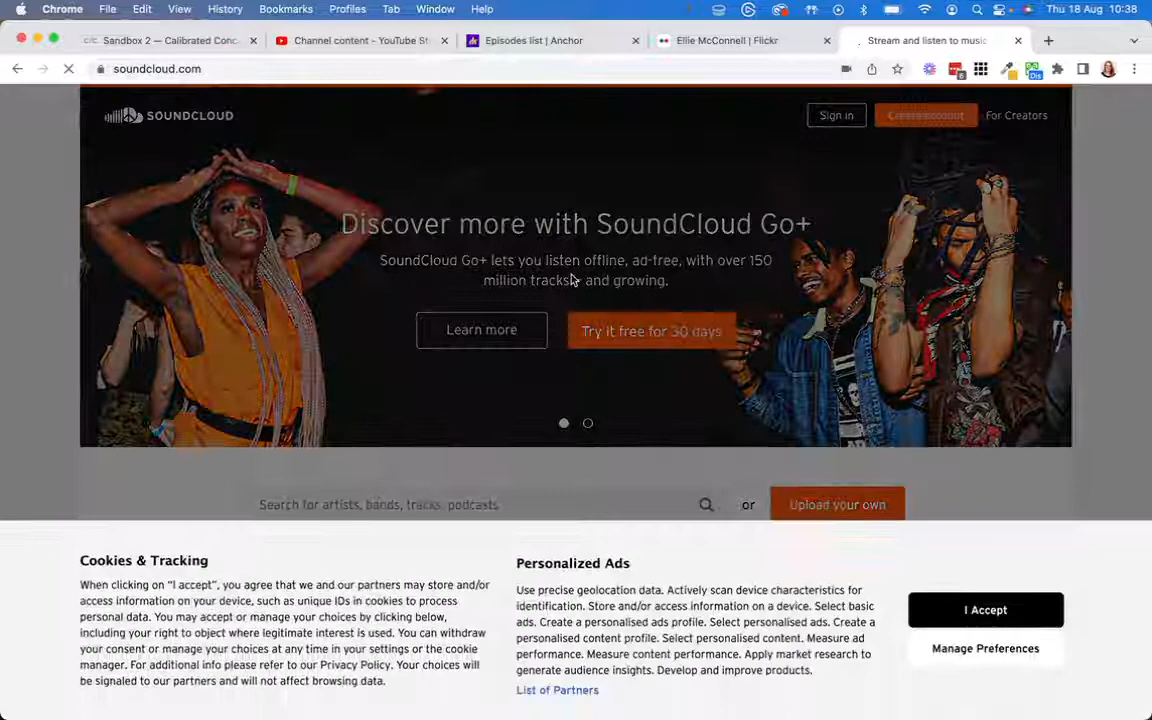 Chrome File Edit View History Bookmarks Profiles Tab Window Help Thu 18 Aug 10:38
Sandbox 2 — Calibrated Conc Channel content - YouTube St Episodes list | Anchor Ellie McConnell | Flickr Stream and listen to music
soundcloud.com
SOUNDCLOUD Sign in Create account For Creators
Discover more with SoundCloud Go+
SoundCloud Go+ lets you listen offline, ad-free, with over 150
million tracks and growing.
Learn more Try it free for 30 days
Search for artists, bands, tracks, podcasts or Upload your own
Cookies & Tracking
When clicking on “I accept”, you agree that we and our partners may store and/or
access information on your device, such as unique IDs in cookies to process
personal data. You may accept or manage your choices by clicking below,
including your right to object where legitimate interest is used. You can withdraw
your consent or manage your choices at any time in your settings or the cookie
manager. For additional info please refer to our Privacy Policy. Your choices will
be signaled to our partners and will not affect browsing data.
Personalized Ads
Use precise geolocation data. Actively scan device characteristics for
identification. Store and/or access information on a device. Select basic
ads. Create a personalised ads profile. Select personalised ads. Create a
personalised content profile. Select personalised content. Measure ad
performance. Measure content performance. Apply market research to
generate audience insights. Develop and improve products.
List of Partners
I Accept
Manage Preferences